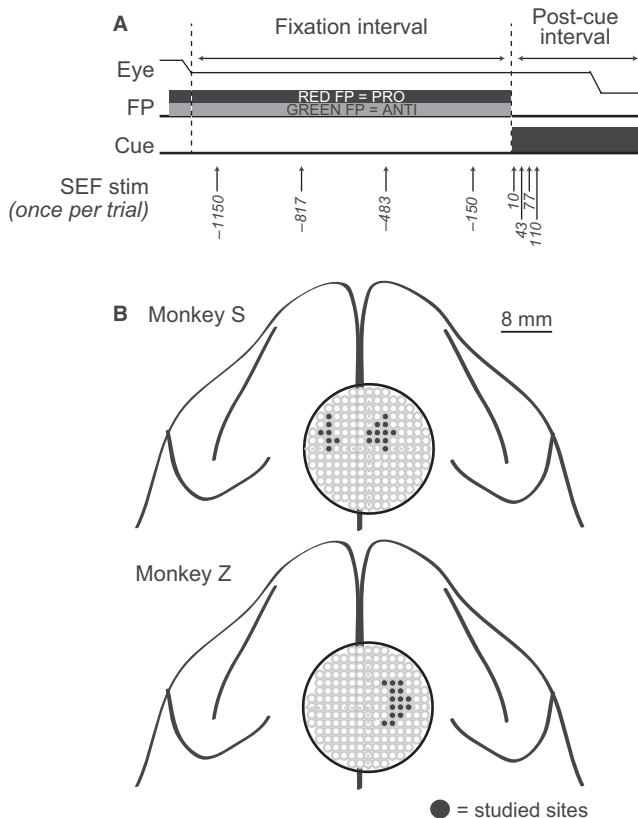 A
Fixation interval
Post-cue
interval
Eye
FP
RED FP = PRO
GREEN FP = ANTI
Cue
SEF stim
(once per trial)
–1150
–817
–483
–150
10
43
77
110
B
Monkey S
8 mm
Monkey Z
= studied sites